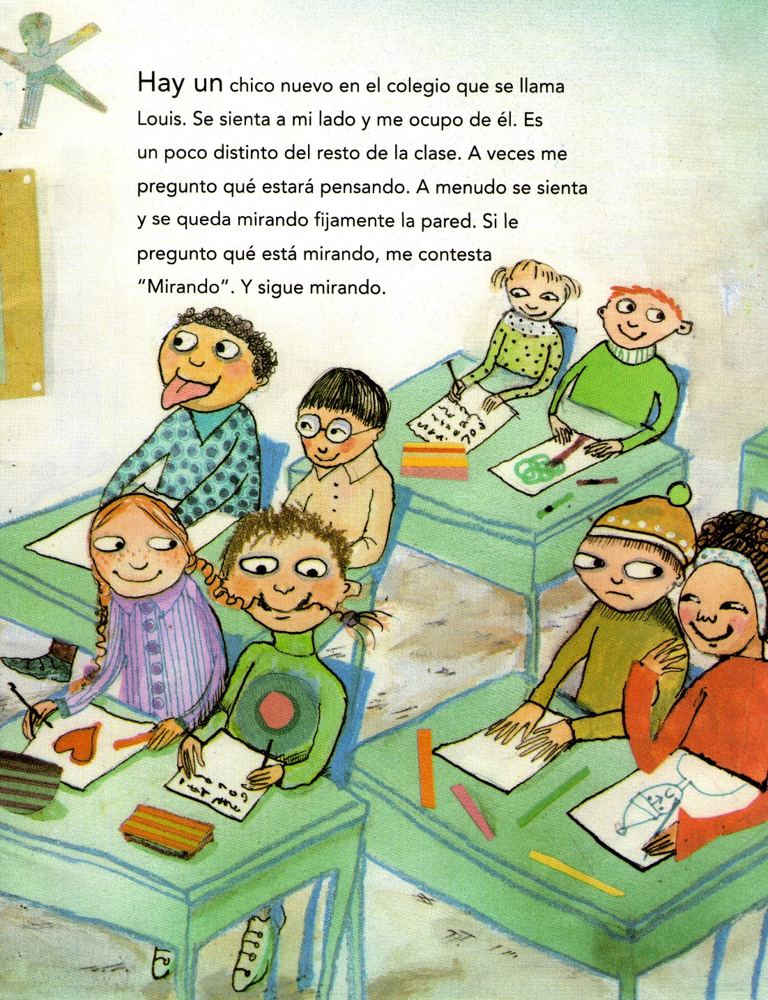 Hay un chico nuevo en el colegio que se llama
Louis. Se sienta a mi lado y me ocupo de él. Es
un poco distinto del resto de la clase. A veces me
pregunto qué estará pensando. A menudo se sienta
y se queda mirando fijamente la pared. Si le
pregunto qué está mirando, me contesta
“Mirando”. Y sigue mirando.